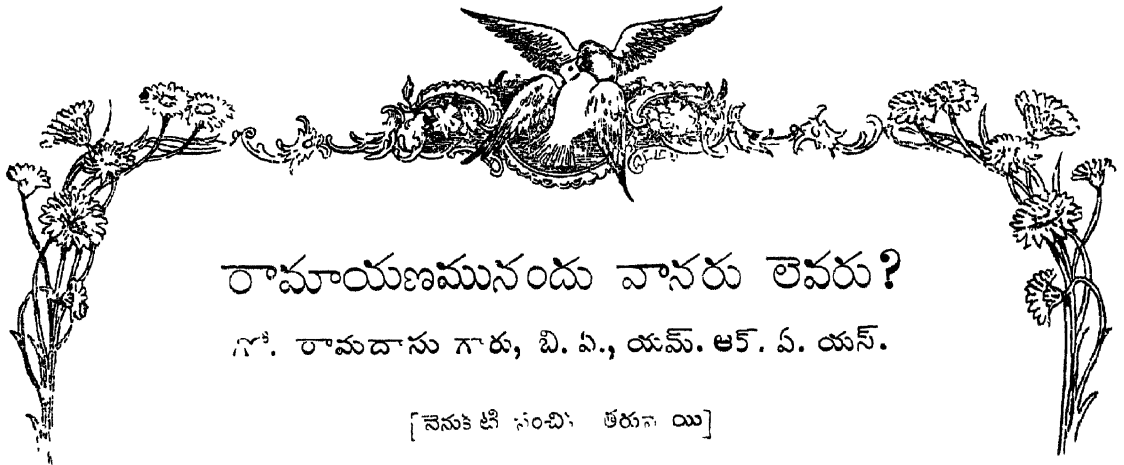 రామాయణమునందు వానరు లెవరు?
గో. రామదాసు గారు, బి. ఏ., యమ్. ఆర్. ఏ. యస్.
[వెనుకటి సంచిక తరువాయి]